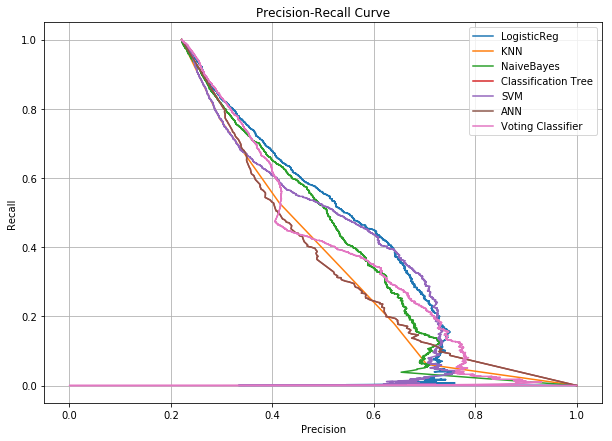 Precision-Recall Curve
LogisticReg
KNN
NaiveBayes
Classification Tree
SVM
ANN
Voting Classifier
1.0
0.8
0.6
0.4
0.2
0.0
Recall
0.0 0.2 0.4 0.6 0.8 1.0
Precision